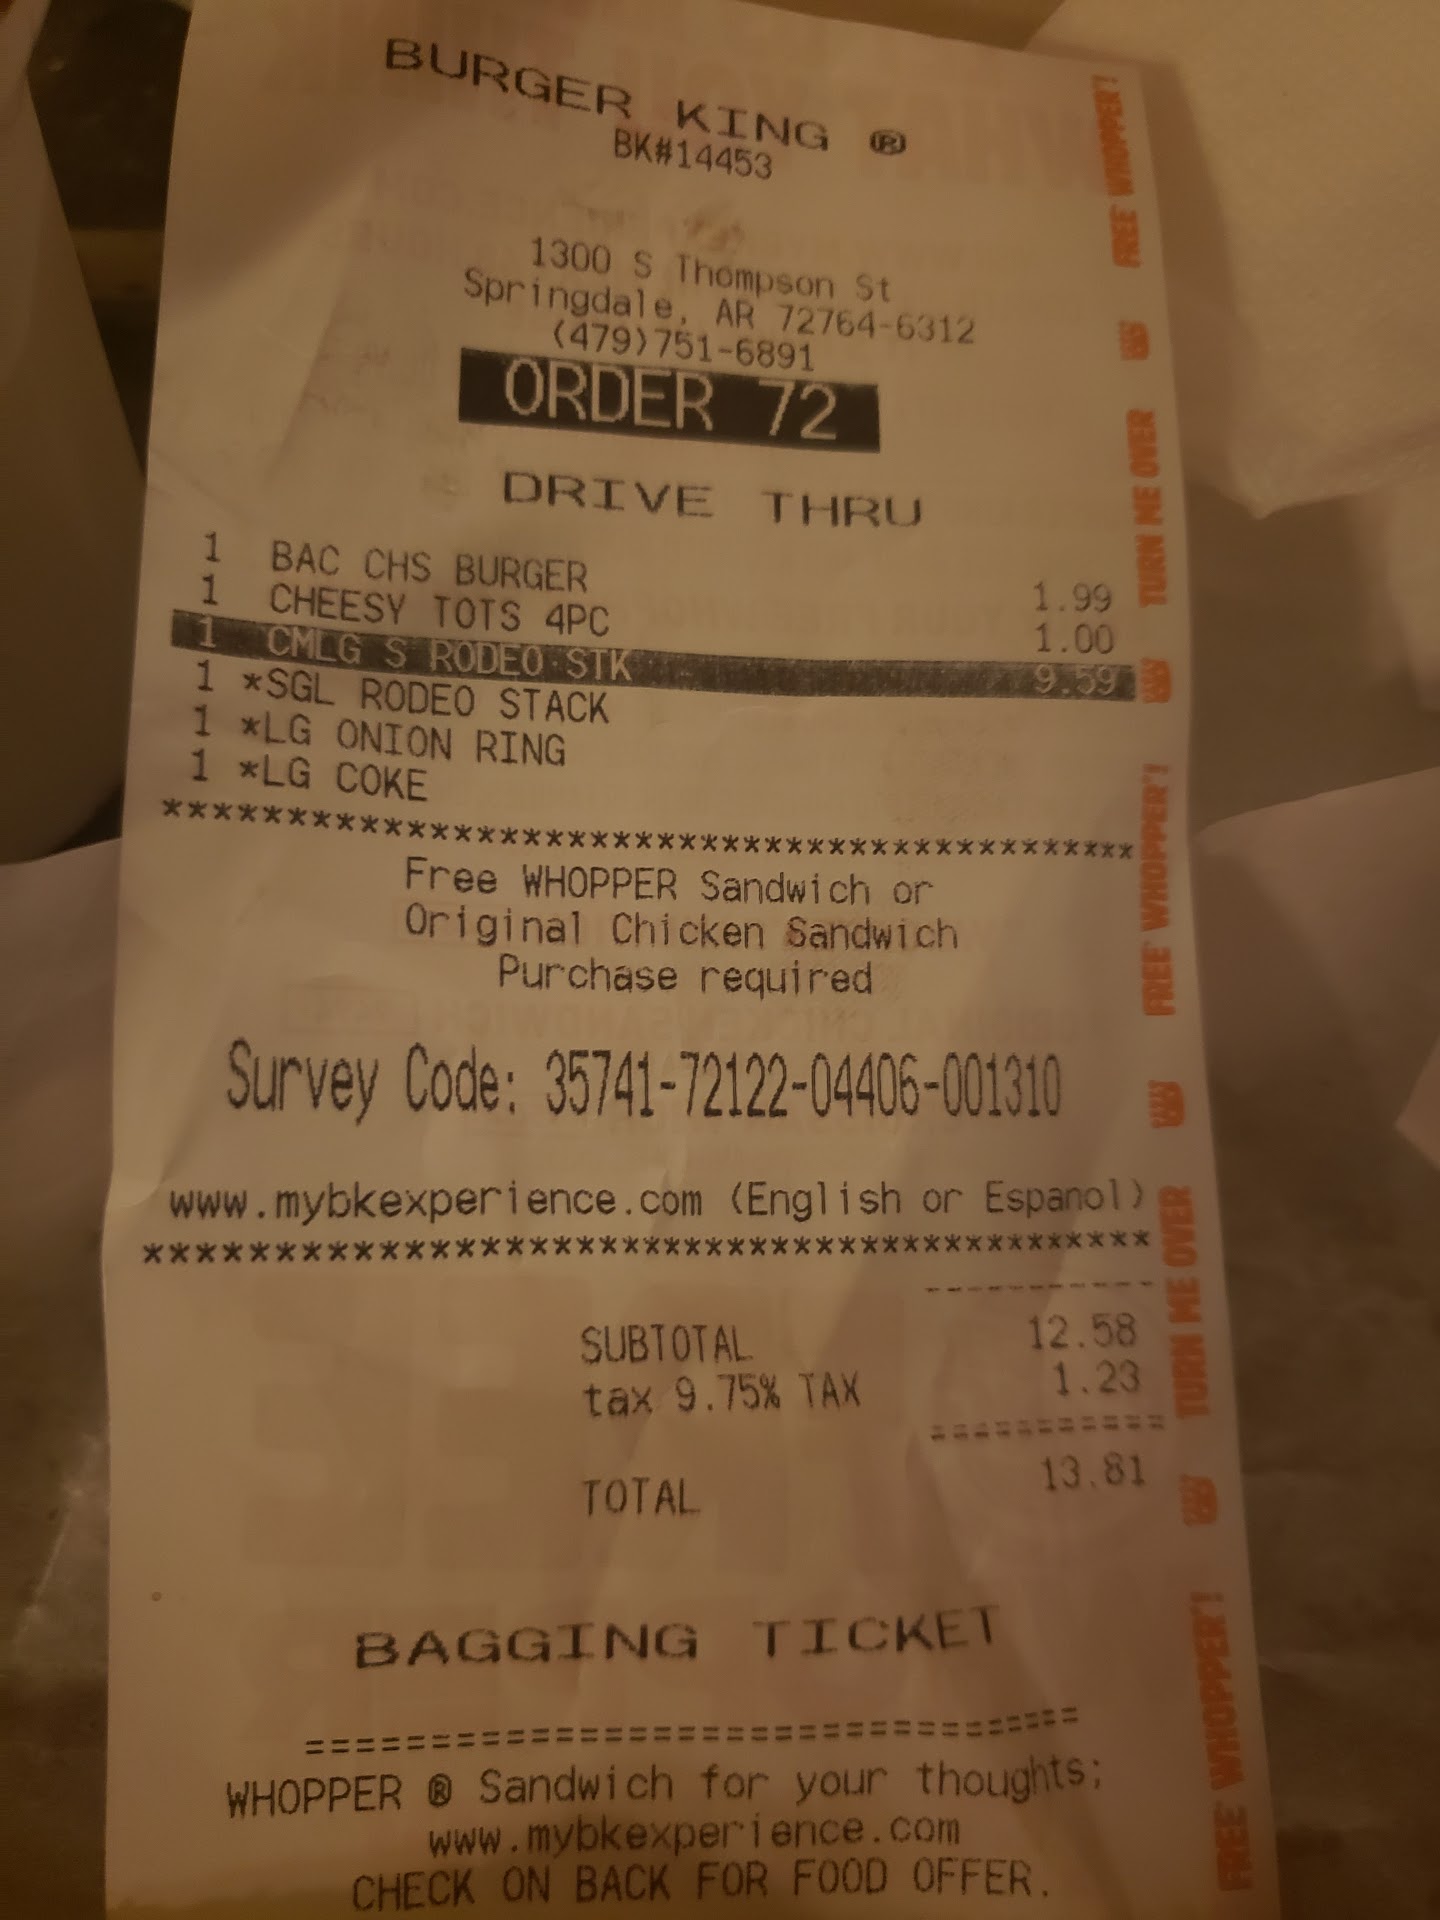 BURGER KING ®
BK#14453
1300 S Thompson St
Springdale, AR 72764-6312
(479)751-6891
ORDER 72
DRIVE THRU
1 BAC CHS BURGER 1.99
1 CHEESY TOTS 4PC 1.00
1 CMLG S RODEO STK 9.59
1 *SGL RODEO STACK
1 *LG ONION RING
1 *LG COKE
****************************************
Free WHOPPER Sandwich or
Original Chicken Sandwich
Purchase required
Survey Code: 35741-72122-04406-001310
www.mybkexperience.com (English or Espanol)
****************************************
-----------
SUBTOTAL 12.58
tax 9.75% TAX 1.23
===========
TOTAL 13.81
BAGGING TICKET
================================
WHOPPER ® Sandwich for your thoughts;
www.mybkexperience.com
CHECK ON BACK FOR FOOD OFFER.
FREE WHOPPER!
TURN ME OVER
FREE WHOPPER!
TURN ME OVER
FREE WHOPPER!